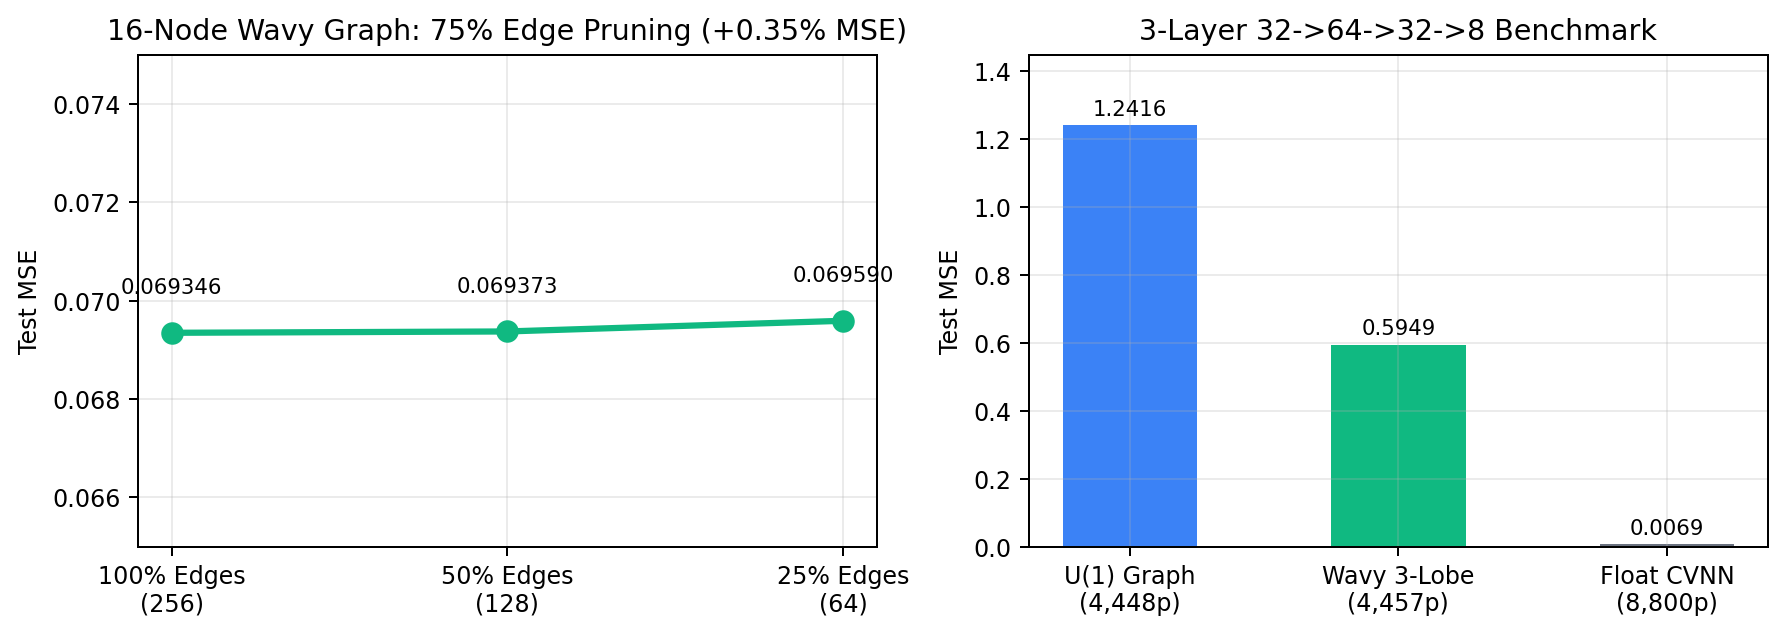 16-Node Wavy Graph: 75% Edge Pruning (+0.35% MSE)
Test MSE
0.074
0.072
0.070
0.068
0.066
0.069346
0.069373
0.069590
100% Edges
(256)
50% Edges
(128)
25% Edges
(64)
3-Layer 32->64->32->8 Benchmark
Test MSE
1.4
1.2
1.0
0.8
0.6
0.4
0.2
0.0
1.2416
0.5949
0.0069
U(1) Graph
(4,448p)
Wavy 3-Lobe
(4,457p)
Float CVNN
(8,800p)